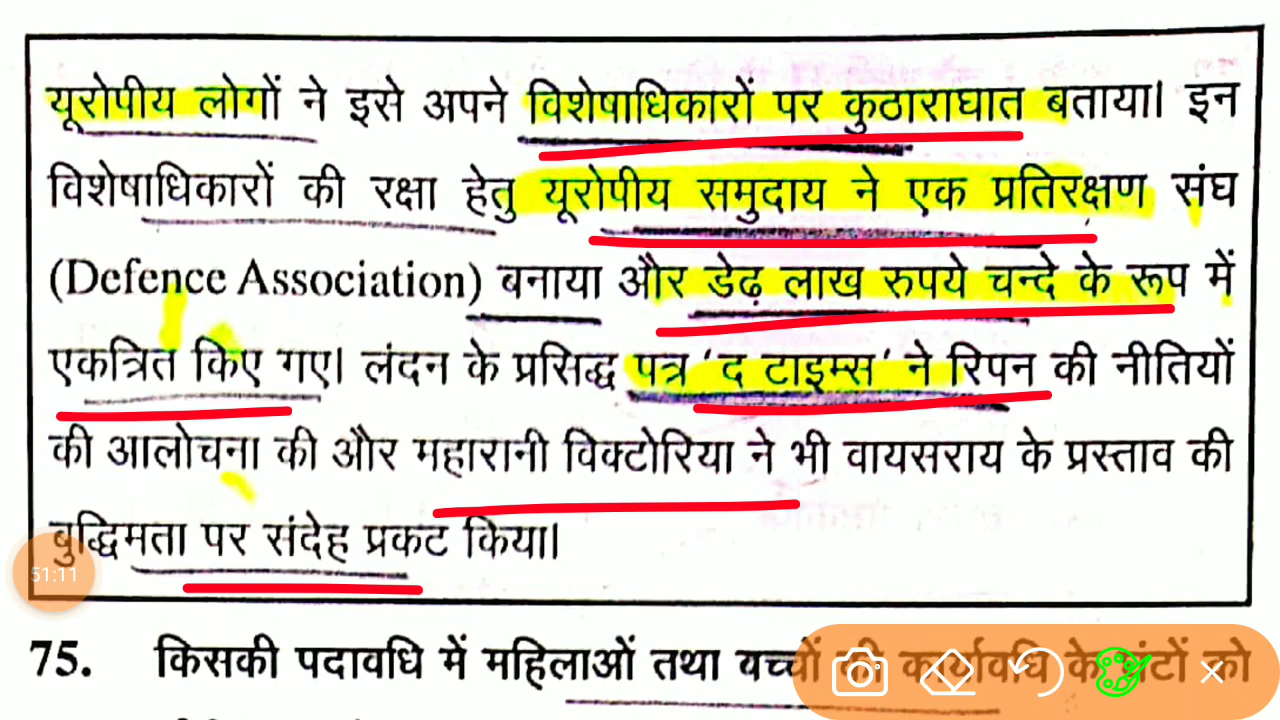 यूरोपीय लोगों ने इसे अपने विशेषाधिकारों पर कुठाराघात बताया। इन
विशेषाधिकारों की रक्षा हेतु यूरोपीय समुदाय ने एक प्रतिरक्षण संघ
(Defence Association) बनाया और डेढ़ लाख रुपये चन्दे के रूप में
एकत्रित किए गए। लंदन के प्रसिद्ध पत्र ‘द टाइम्स’ ने रिपन की नीतियों
की आलोचना की और महारानी विक्टोरिया ने भी वायसराय के प्रस्ताव की
बुद्धिमता पर संदेह प्रकट किया।
51:11
75. किसकी पदावधि में महिलाओं तथा बच्चों की कार्यावधि के घंटों को